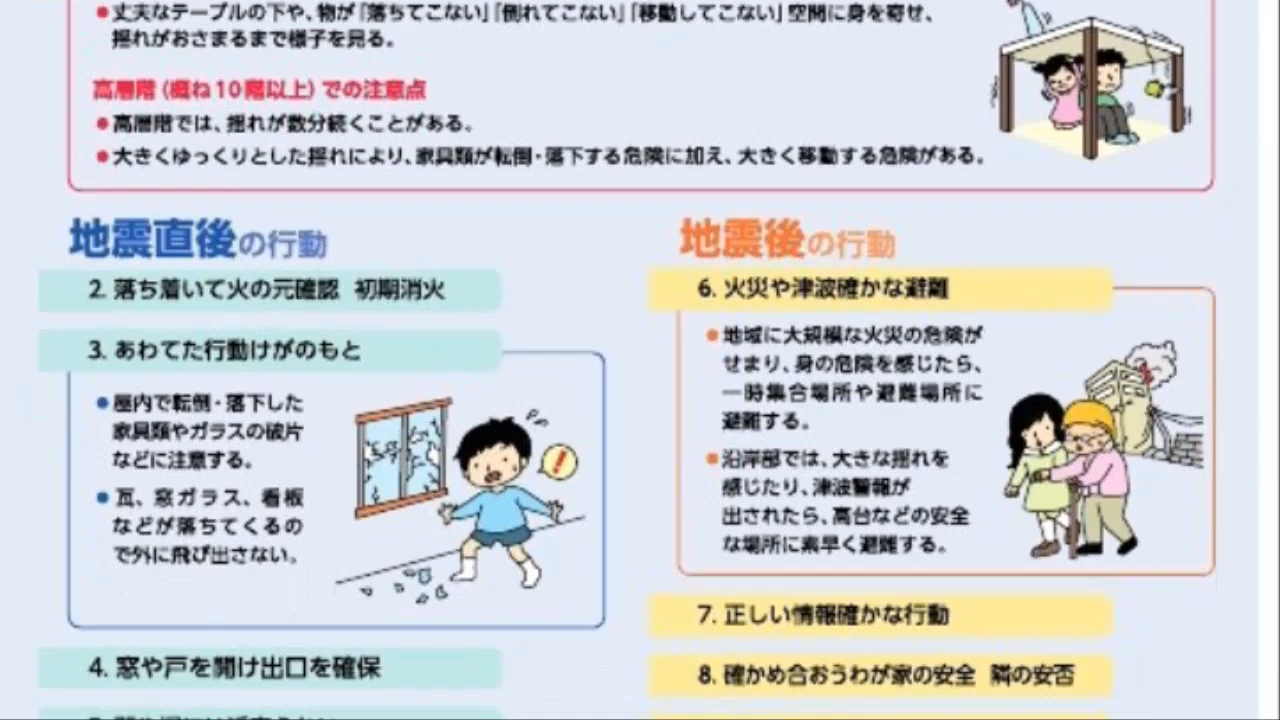 ●丈夫なテーブルの下や、物が「落ちてこない」「倒れてこない」「移動してこない」空間に身を寄せ、
揺れがおさまるまで様子を見る。
高層階（概ね10階以上）での注意点
●高層階では、揺れが数分続くことがある。
●大きくゆっくりとした揺れにより、家具類が転倒・落下する危険に加え、大きく移動する危険がある。
地震直後の行動
2. 落ち着いて火の元確認 初期消火
3. あわてた行動けがのもと
●屋内で転倒・落下した
家具類やガラスの破片
などに注意する。
●瓦、窓ガラス、看板
などが落ちてくるの
で外に飛び出さない。
4. 窓や戸を開け出口を確保
地震後の行動
6. 火災や津波確かな避難
●地域に大規模な火災の危険が
せまり、身の危険を感じたら、
一時集合場所や避難場所に
避難する。
●沿岸部では、大きな揺れを
感じたり、津波警報が
出されたら、高台などの安全
な場所に素早く避難する。
7. 正しい情報確かな行動
8. 確かめ合おうわが家の安全 隣の安否